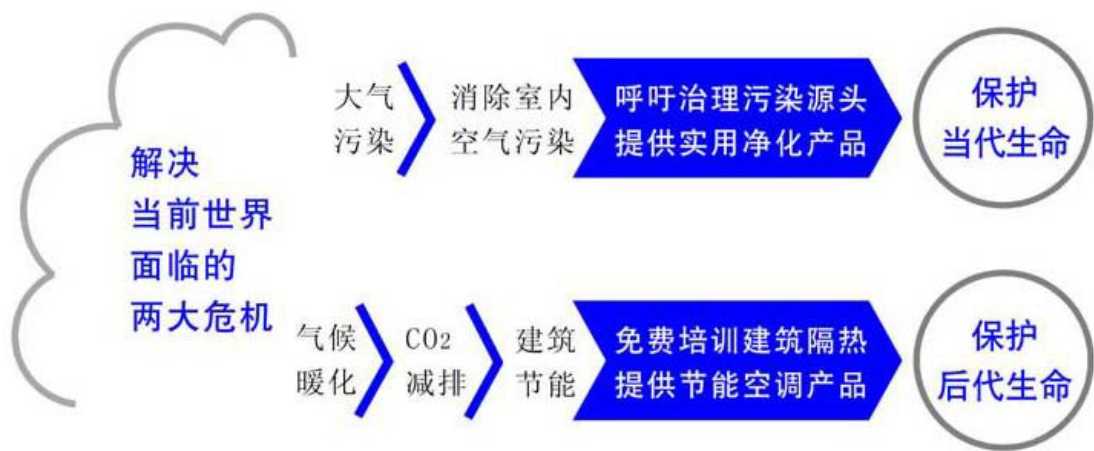 解决
当前世界
面临的
两大危机
大气
污染
消除室内
空气污染
呼吁治理污染源头
提供实用净化产品
保护
当代生命
气候
暖化
CO2
减排
建筑
节能
免费培训建筑隔热
提供节能空调产品
保护
后代生命